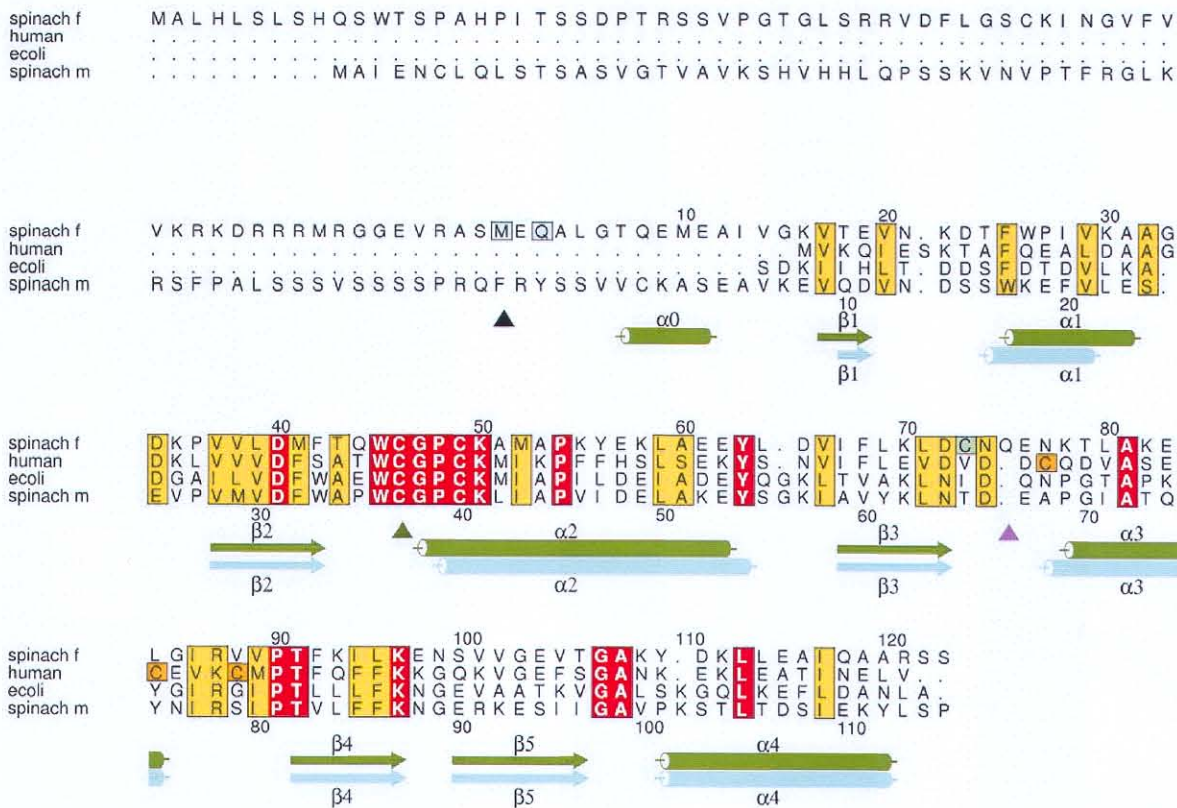 spinach f M A L H L S L S H Q S W T S P A H P I T S S D P T R S S V P G T G L S R R V D F L G S C K I N G V F V
human . . . . . . . . . . . . . . . . . . . . . . . . . . . . . . . . . . . . . . . . . . . . . . . . . . .
ecoli . . . . . . . . . . . . . . . . . . . . . . . . . . . . . . . . . . . . . . . . . . . . . . . . . . .
spinach m . . . . . . . . . M A I E N C L Q L S T S A S V G T V A V K S H V H H L Q P S S K V N V P T F R G L K
10 20 30
spinach f V K R K D R R R M R G G E V R A S M E Q A L G T Q E M E A I V G K V T E V N . K D T F W P I V K A A G
human . . . . . . . . . . . . . . . . . . . . . . . . . . . . . . . . M V K Q I E S K T A F Q E A L D A A G
ecoli . . . . . . . . . . . . . . . . . . . . . . . . . . . . . . S D K I I H L T . D D S F D T D V L K A .
spinach m R S F P A L S S S V S S S S P R Q F R Y S S V V C K A S E A V K E V Q D V N . D S S W K E F V L E S .
10 20
α0 β1 α1
β1 α1
40 50 60 70 80
spinach f D K P V V L D M F T Q W C G P C K A M A P K Y E K L A E E Y L . D V I F L K L D C N Q E N K T L A K E
human D K L V V V D F S A T W C G P C K M I K P F F H S L S E K Y S . N V I F L E V D V D . D C Q D V A S E
ecoli D G A I L V D F W A E W C G P C K M I A P I L D E I A D E Y Q G K L T V A K L N I D . Q N P G T A P K
spinach m E V P V M V D F W A P W C G P C K L I A P V I D E L A K E Y S G K I A V Y K L N T D . E A P G I A T Q
30 40 50 60 70
β2 α2 β3 α3
β2 α2 β3 α3
90 100 110 120
spinach f L G I R V V P T F K I L K E N S V V G E V T G A K Y . D K L L E A I Q A A R S S
human C E V K C M P T F Q F F K K G Q K V G E F S G A N K . E K L E A T I N E L V .
ecoli Y G I R G I P T L L L F K N G E V A A T K V G A L S K G Q L K E F L D A N L A .
spinach m Y N I R S I P T V L F F K N G E R K E S I I G A V P K S T L T D S I E K Y L S P
80 90 100 110
β4 β5 α4
β4 β5 α4